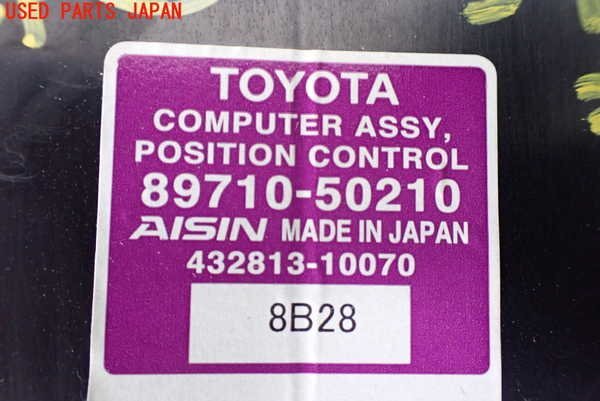 USED PARTS JAPAN
TOYOTA
COMPUTER ASSY,
POSITION CONTROL
89710-50210
AISIN MADE IN JAPAN
432813-10070
8B28